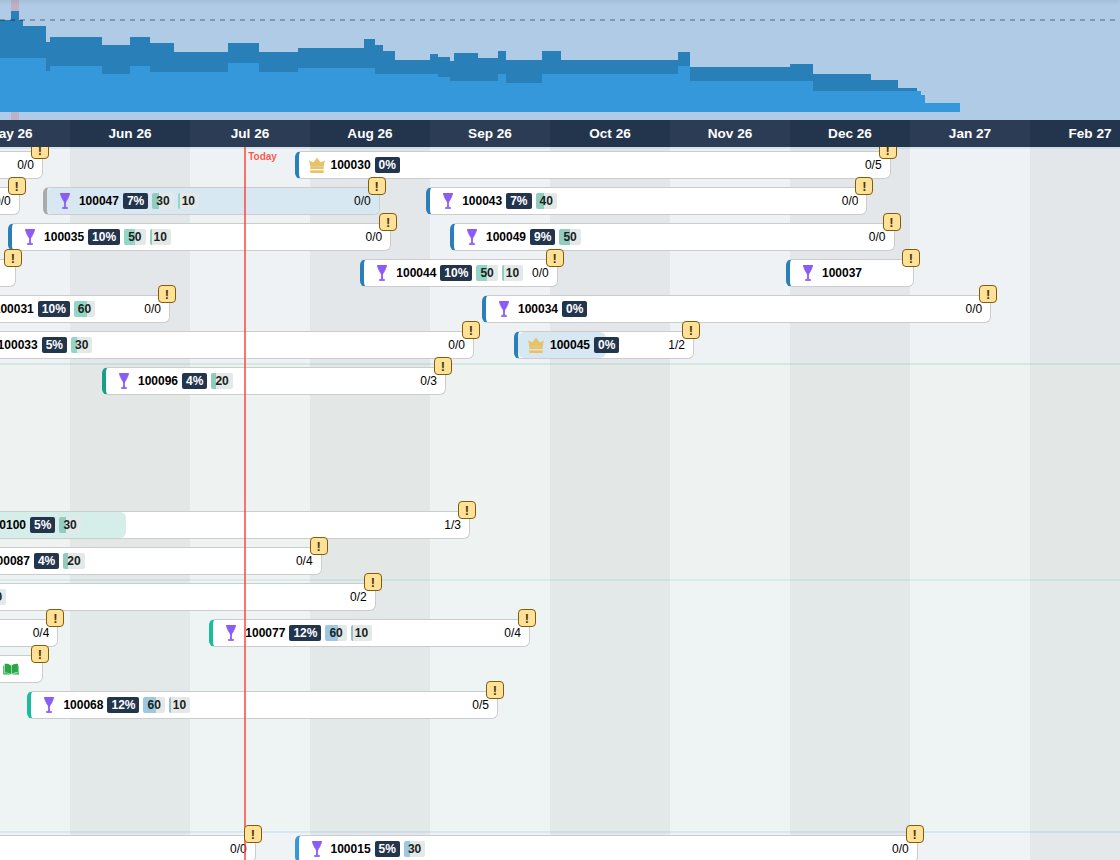 ay 26 Jun 26 Jul 26 Aug 26 Sep 26 Oct 26 Nov 26 Dec 26 Jan 27 Feb 27
Today
0/0 ! 100030 0% 0/5 !
/0 ! 100047 7% 30 10 0/0 ! 100043 7% 40 0/0 !
100035 10% 50 10 0/0 ! 100049 9% 50 0/0 !
! 100044 10% 50 10 0/0 ! 100037 !
00031 10% 60 0/0 ! 100034 0% 0/0 !
100033 5% 30 0/0 ! 100045 0% 1/2 !
100096 4% 20 0/3 !
0100 5% 30 1/3 !
00087 4% 20 0/4 !
0 0/2 !
0/4 ! 100077 12% 60 10 0/4 !
!
100068 12% 60 10 0/5 !
0/0 ! 100015 5% 30 0/0 !